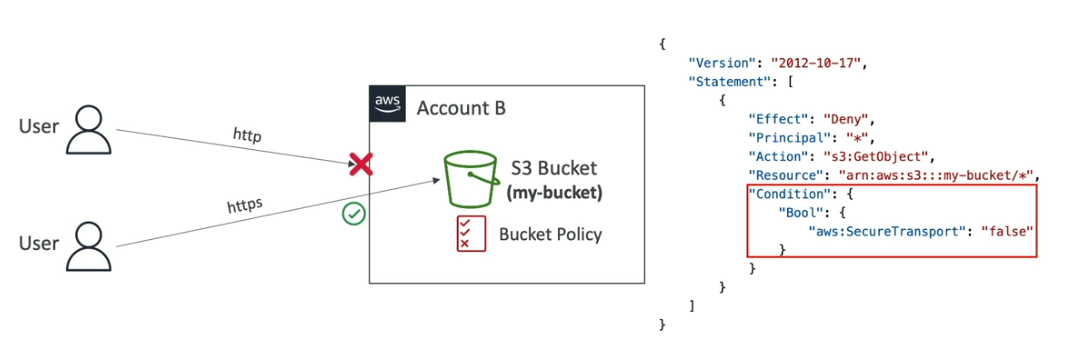 User
http
User
https
aws
Account B
S3 Bucket
(my-bucket)
Bucket Policy
{
    "Version": "2012-10-17",
    "Statement": [
        {
            "Effect": "Deny",
            "Principal": "*",
            "Action": "s3:GetObject",
            "Resource": "arn:aws:s3:::my-bucket/*",
            "Condition": {
                "Bool": {
                    "aws:SecureTransport": "false"
                }
            }
        }
    ]
}